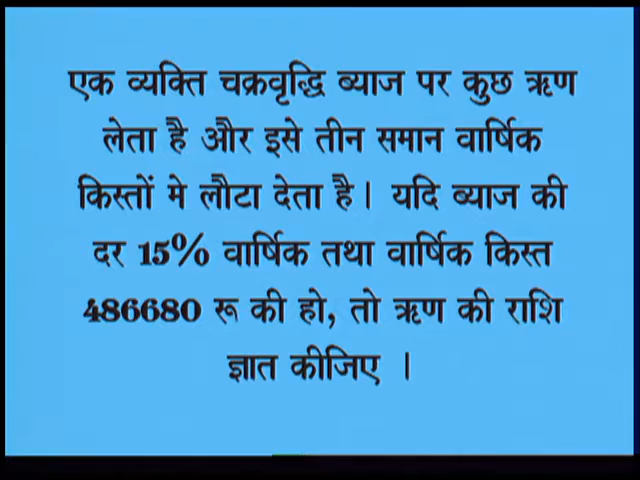 एक व्यक्ति चक्रवृद्धि ब्याज पर कुछ ऋण
लेता है और इसे तीन समान वार्षिक
किस्तों मे लौटा देता है। यदि ब्याज की
दर 15% वार्षिक तथा वार्षिक किस्त
486680 रू की हो, तो ऋण की राशि
ज्ञात कीजिए ।